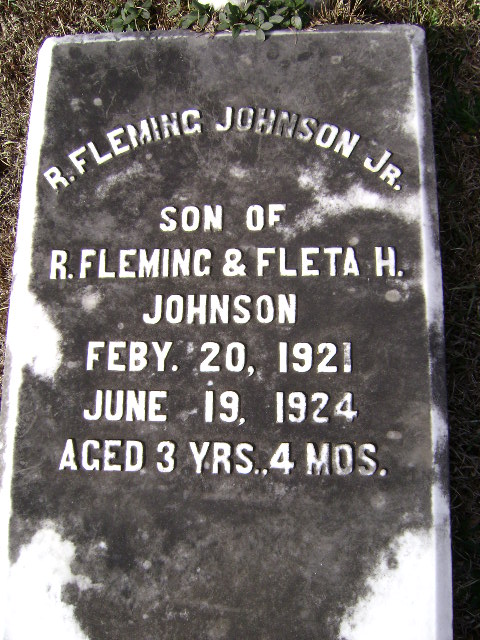 R. FLEMING JOHNSON JR.
SON OF
R. FLEMING & FLETA H.
JOHNSON
FEBY. 20, 1921
JUNE 19, 1924
AGED 3 YRS., 4 MOS.